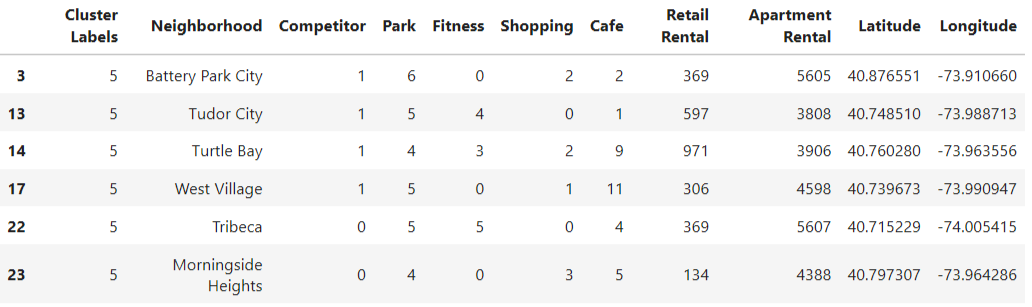 Cluster Labels Neighborhood Competitor Park Fitness Shopping Cafe Retail Rental Apartment Rental Latitude Longitude
3 5 Battery Park City 1 6 0 2 2 369 5605 40.876551 -73.910660
13 5 Tudor City 1 5 4 0 1 597 3808 40.748510 -73.988713
14 5 Turtle Bay 1 4 3 2 9 971 3906 40.760280 -73.963556
17 5 West Village 1 5 0 1 11 306 4598 40.739673 -73.990947
22 5 Tribeca 0 5 5 0 4 369 5607 40.715229 -74.005415
23 5 Morningside Heights 0 4 0 3 5 134 4388 40.797307 -73.964286